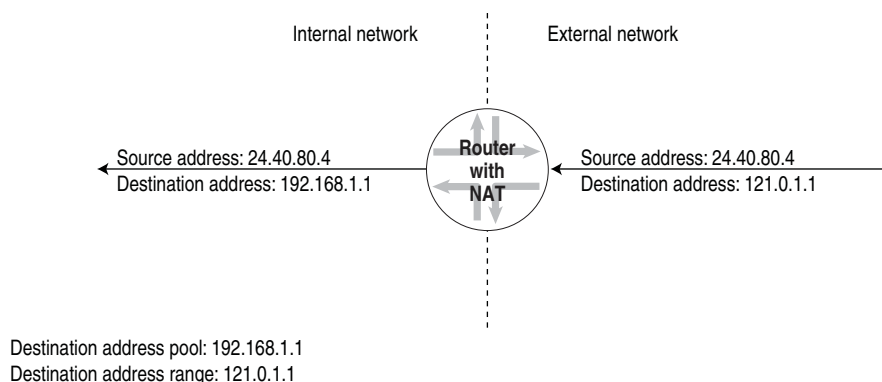 Internal network
External network
Router
with
NAT
Source address: 24.40.80.4
Destination address: 192.168.1.1
Source address: 24.40.80.4
Destination address: 121.0.1.1
Destination address pool: 192.168.1.1
Destination address range: 121.0.1.1